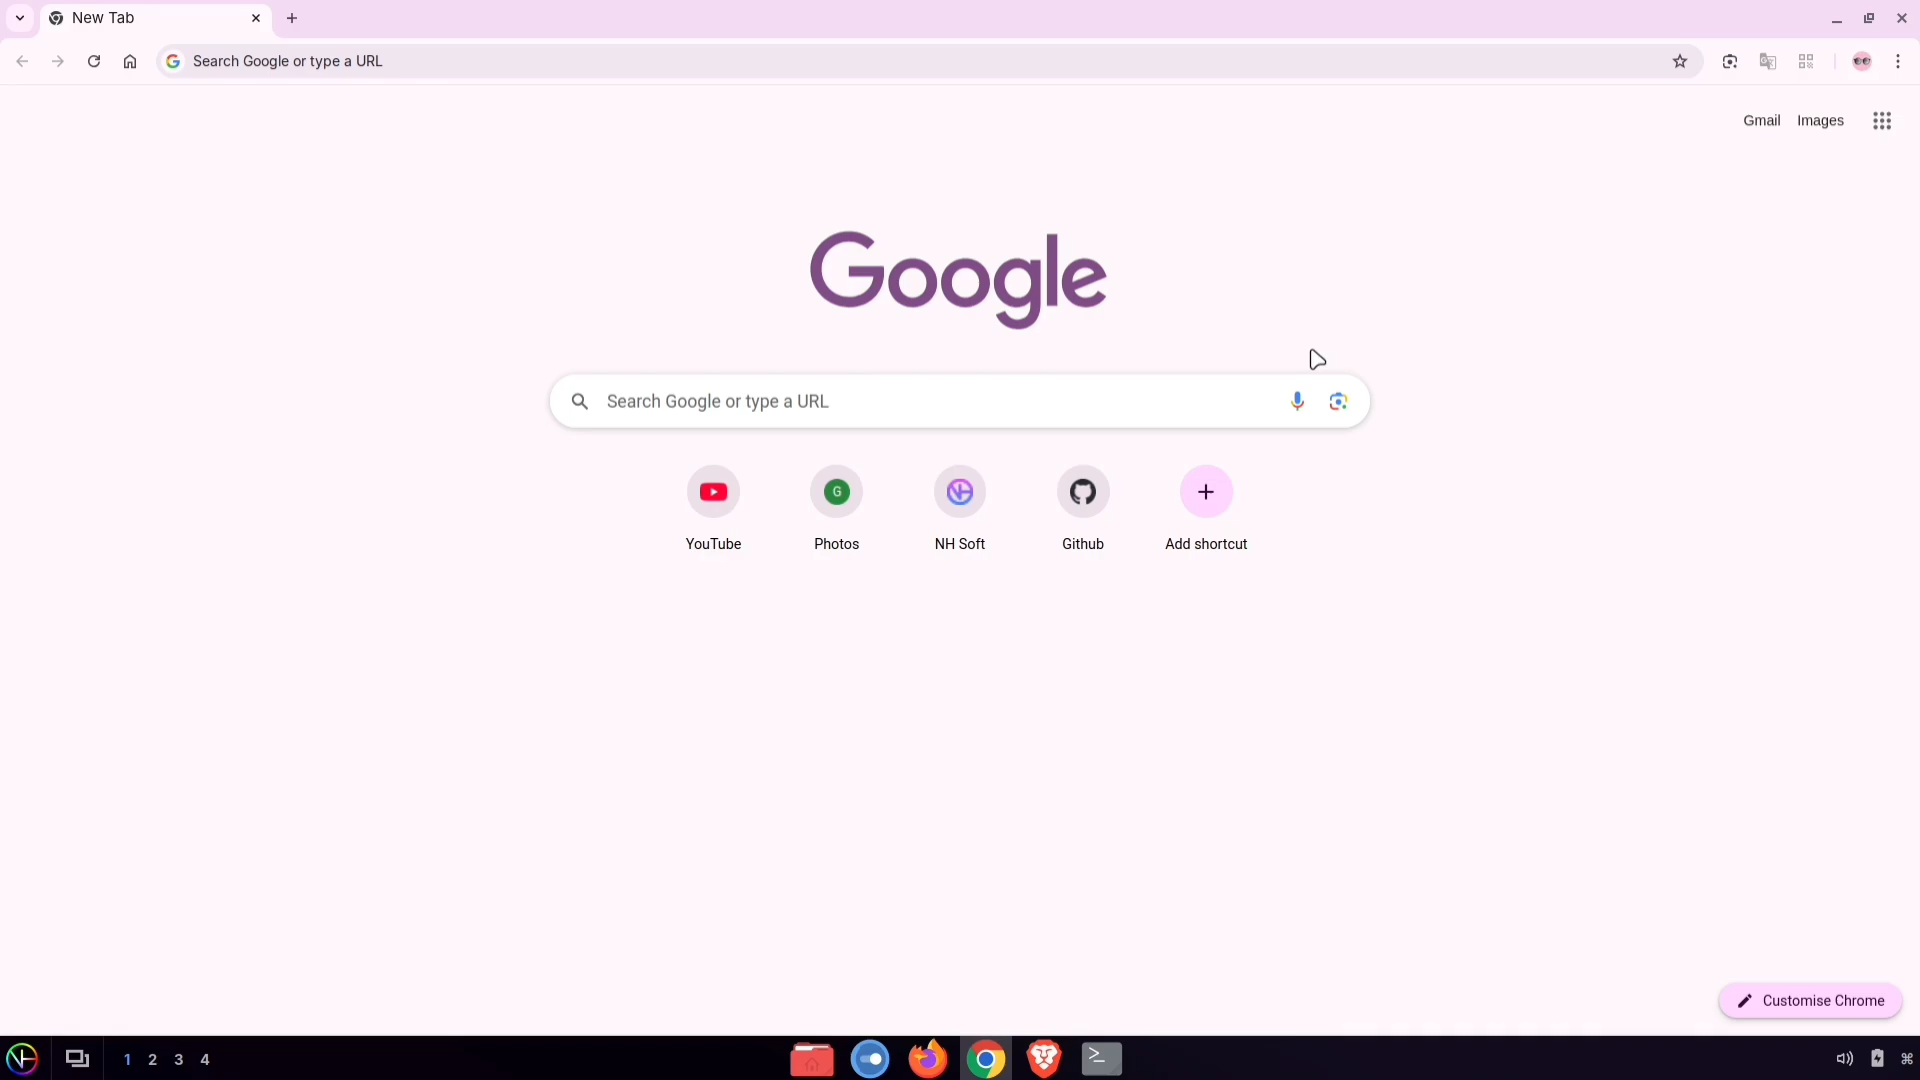 New Tab
Search Google or type a URL
Gmail Images
Google
Search Google or type a URL
G
YouTube Photos NH Soft Github Add shortcut
Customise Chrome
1 2 3 4